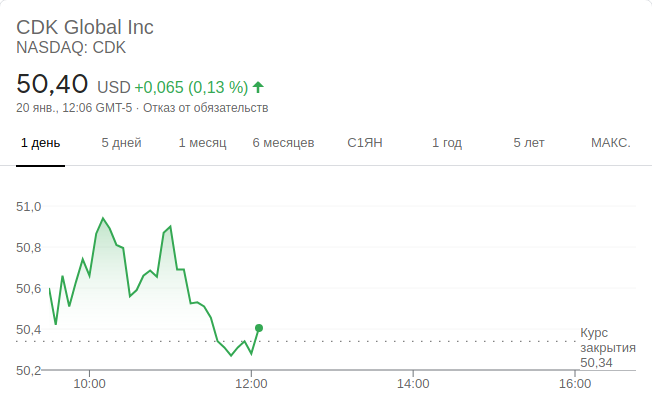 CDK Global Inc
NASDAQ: CDK
50,40 USD +0,065 (0,13 %)
20 янв., 12:06 GMT-5 · Отказ от обязательств
1 день 5 дней 1 месяц 6 месяцев С1ЯН 1 год 5 лет МАКС.
51,0
50,8
50,6
50,4
Курс
закрытия
50,34
50,2
10:00 12:00 14:00 16:00